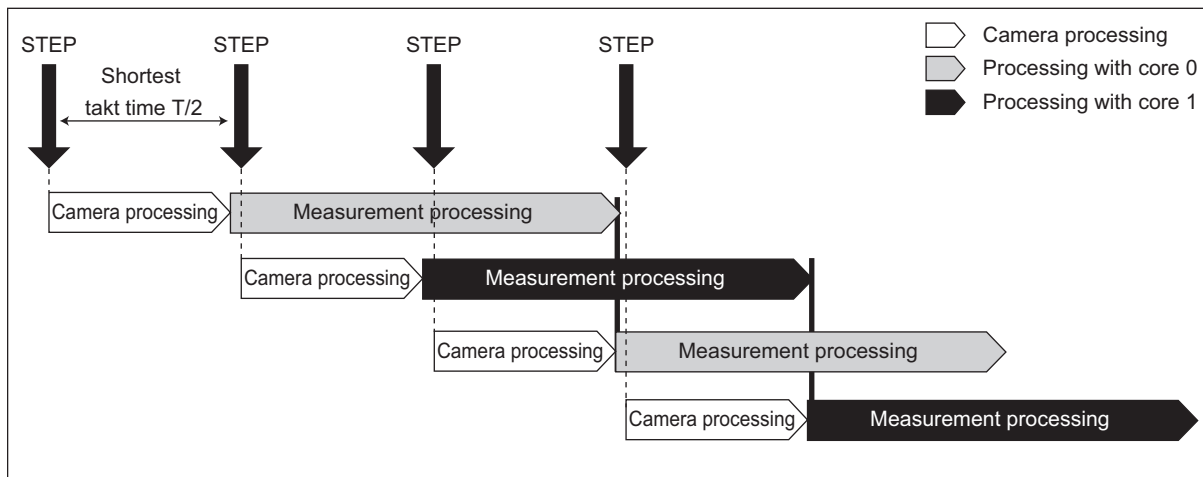 STEP STEP STEP STEP
Shortest
takt time T/2
Camera processing
Processing with core 0
Processing with core 1
Camera processing Measurement processing
Camera processing Measurement processing
Camera processing Measurement processing
Camera processing Measurement processing